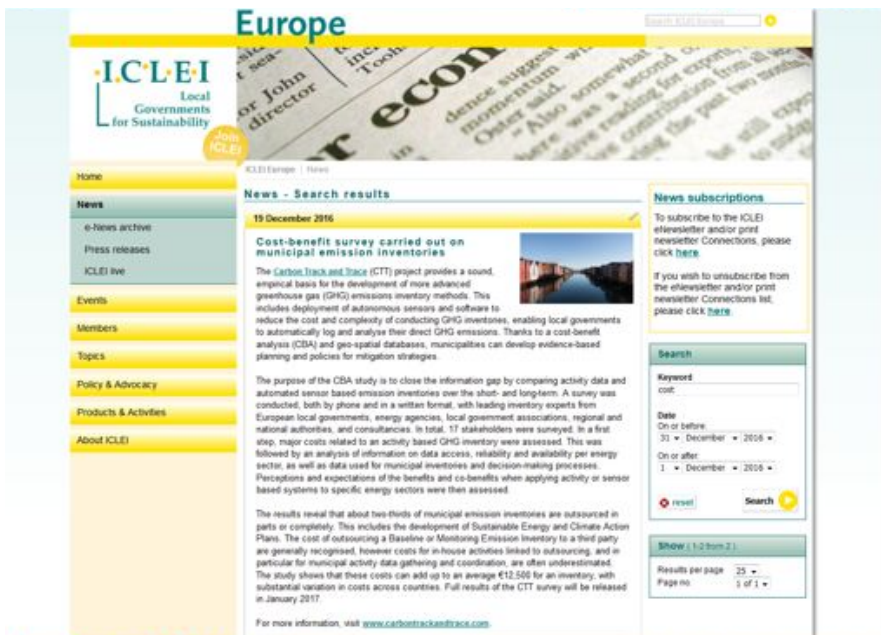 Europe
Search ICLEI Europe
I.C.L.E.I
Local
Governments
for Sustainability
Join
ICLEI
ICLEI Europe | News
Home
News
e-News archive
Press releases
ICLEI live
Events
Members
Topics
Policy & Advocacy
Products & Activities
About ICLEI
News - Search results
19 December 2016
Cost-benefit survey carried out on
municipal emission inventories
The Carbon Track and Trace (CTT) project provides a sound,
empirical basis for the development of more advanced
greenhouse gas (GHG) emissions inventory methods. This
includes deployment of autonomous sensors and software to
reduce the cost and complexity of conducting GHG inventories, enabling local governments
to automatically log and analyse their direct GHG emissions. Thanks to a cost-benefit
analysis (CBA) and geo-spatial databases, municipalities can develop evidence-based
planning and policies for mitigation strategies.
The purpose of the CBA study is to close the information gap by comparing activity data and
automated sensor based emission inventories over the short- and long-term. A survey was
conducted, both by phone and in a written format, with leading inventory experts from
European local governments, energy agencies, local government associations, regional and
national authorities, and consultancies. In total, 17 stakeholders were surveyed. In a first
step, major costs related to an activity based GHG inventory were assessed. This was
followed by an analysis of information on data access, reliability and availability per energy
sector, as well as data used for municipal inventories and decision-making processes.
Perceptions and expectations of the benefits and co-benefits when applying activity or sensor
based systems to specific energy sectors were then assessed.
The results reveal that about two-thirds of municipal emission inventories are outsourced in
parts or completely. This includes the development of Sustainable Energy and Climate Action
Plans. The cost of outsourcing a Baseline or Monitoring Emission Inventory to a third party
are generally recognised, however costs for in-house activities linked to outsourcing, and in
particular for municipal activity data gathering and coordination, are often underestimated.
The study shows that these costs can add up to an average €12,500 for an inventory, with
substantial variation in costs across countries. Full results of the CTT survey will be released
in January 2017.
For more information, visit www.carbontrackandtrace.com.
News subscriptions
To subscribe to the ICLEI
eNewsletter and/or print
newsletter Connections, please
click here.
If you wish to unsubscribe from
the eNewsletter and/or print
newsletter Connections list,
please click here.
Search
Keyword
cost
Date
On or before:
31 December 2016
On or after:
1 December 2016
reset Search
Show ( 1-2 from 2 )
Results per page 25
Page no. 1 of 1